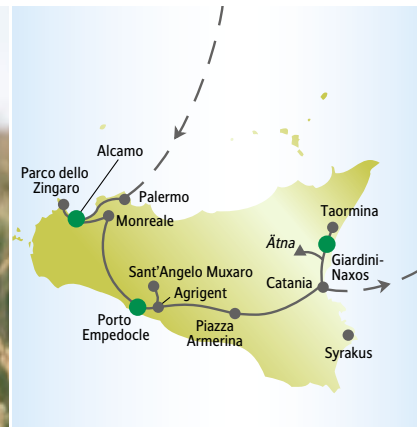 Alcamo
Parco dello
Zingaro
Palermo
Monreale
Taormina
Ätna
Giardini-
Naxos
Sant'Angelo Muxaro
Agrigent
Catania
Porto
Empedocle
Piazza
Armerina
Syrakus